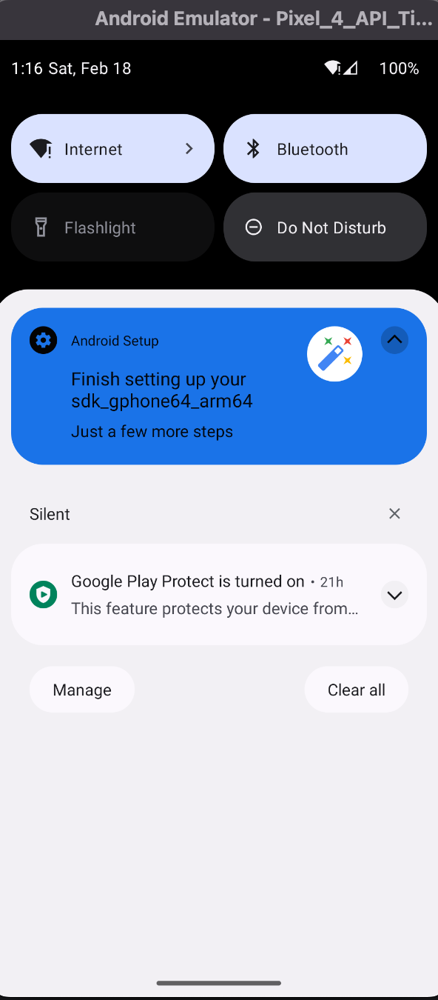 Android Emulator - Pixel_4_API_Ti...
1:16 Sat, Feb 18 100%
Internet Bluetooth
Flashlight Do Not Disturb
Android Setup
Finish setting up your
sdk_gphone64_arm64
Just a few more steps
Silent
Google Play Protect is turned on • 21h
This feature protects your device from...
Manage Clear all